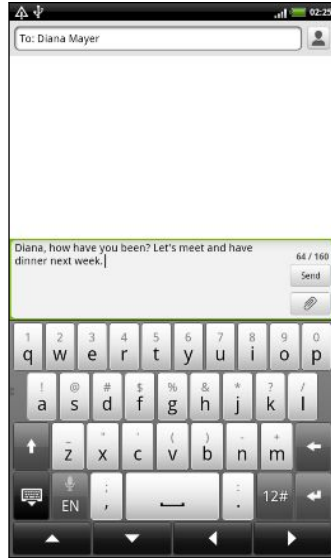 02:25
To: Diana Mayer
Diana, how have you been? Let's meet and have
dinner next week.
64 / 160
Send
1 2 3 4 5 6 7 8 9 0
q w e r t y u i o p
! @ # $ % & * ? /
a s d f g h j k l
_ " ' ( ) - +
z x c v b n m
EN , ; . : 12#